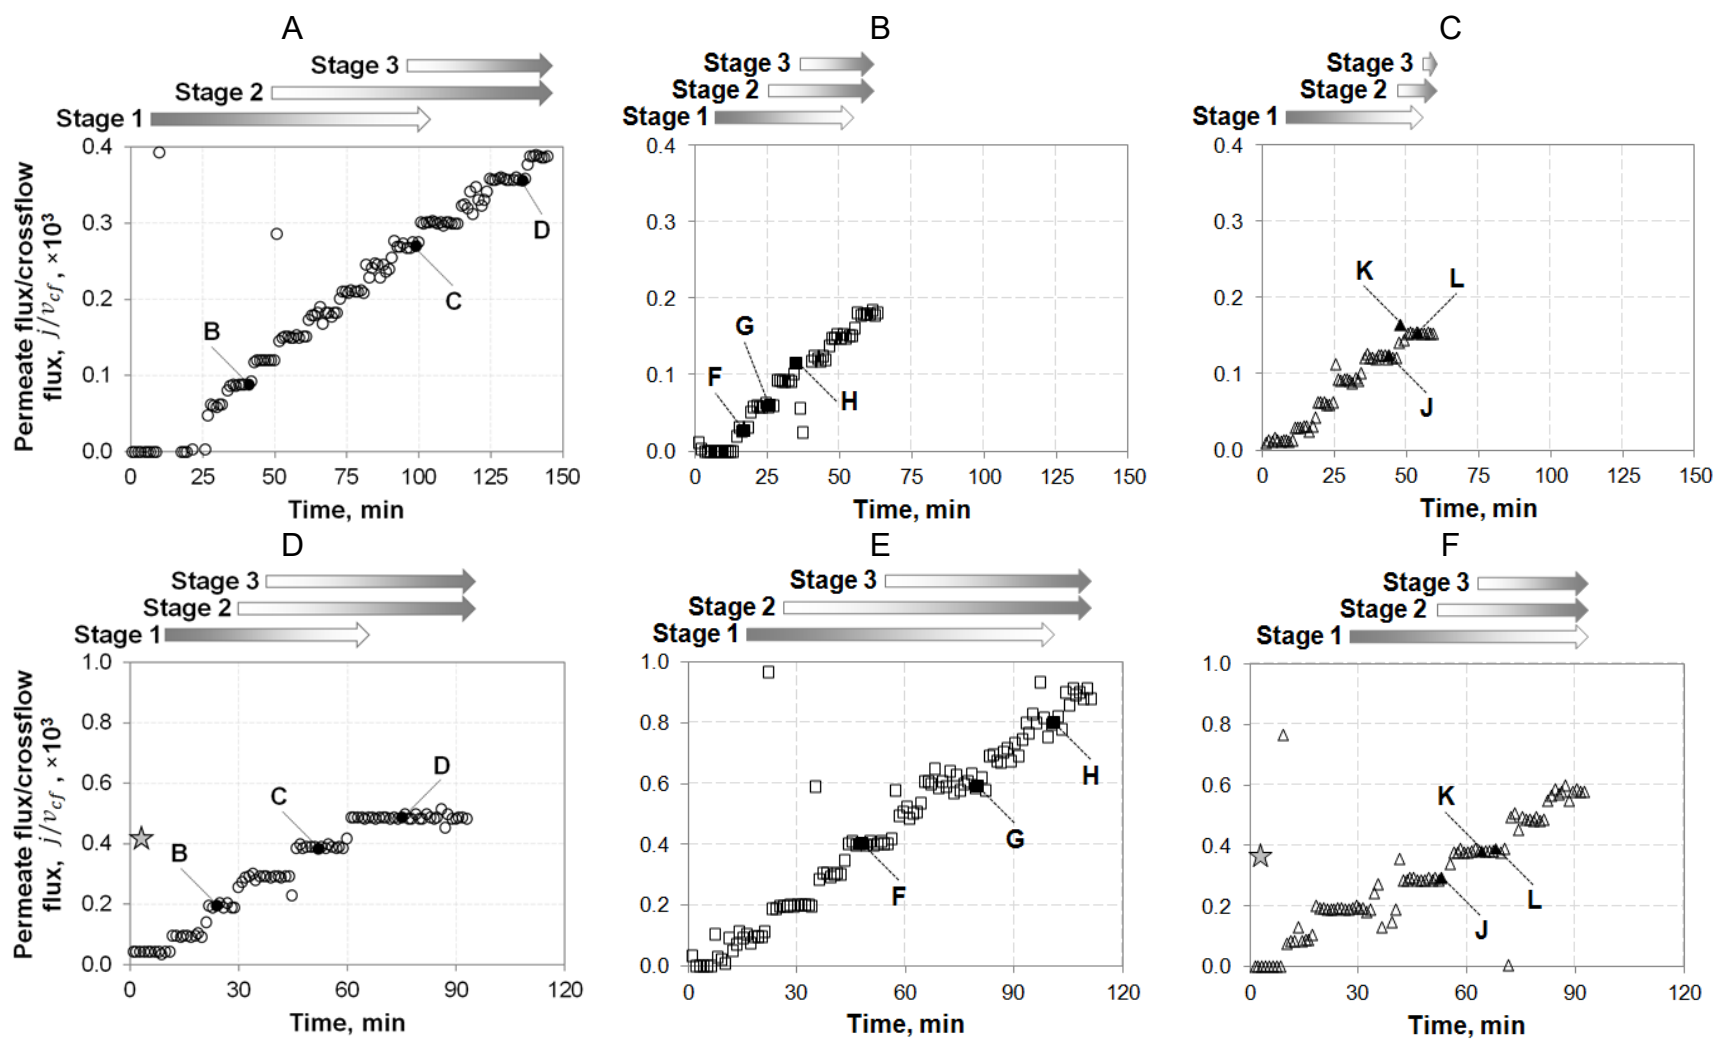 A
Stage 3
Stage 2
Stage 1
Permeate flux/crossflow
flux, j/v_cf , ×10³
0.4
0.3
0.2
0.1
0.0
B
C
D
0
25
50
75
100
125
150
Time, min
B
Stage 3
Stage 2
Stage 1
0.4
0.3
0.2
0.1
0.0
F
G
H
0
25
50
75
100
125
150
Time, min
C
Stage 3
Stage 2
Stage 1
0.4
0.3
0.2
0.1
0.0
K
L
J
0
25
50
75
100
125
150
Time, min
D
Stage 3
Stage 2
Stage 1
Permeate flux/crossflow
flux, j/v_cf , ×10³
1.0
0.8
0.6
0.4
0.2
0.0
B
C
D
0
30
60
90
120
Time, min
E
Stage 3
Stage 2
Stage 1
1.0
0.8
0.6
0.4
0.2
0.0
F
G
H
0
30
60
90
120
Time, min
F
Stage 3
Stage 2
Stage 1
1.0
0.8
0.6
0.4
0.2
0.0
K
L
J
0
30
60
90
120
Time, min